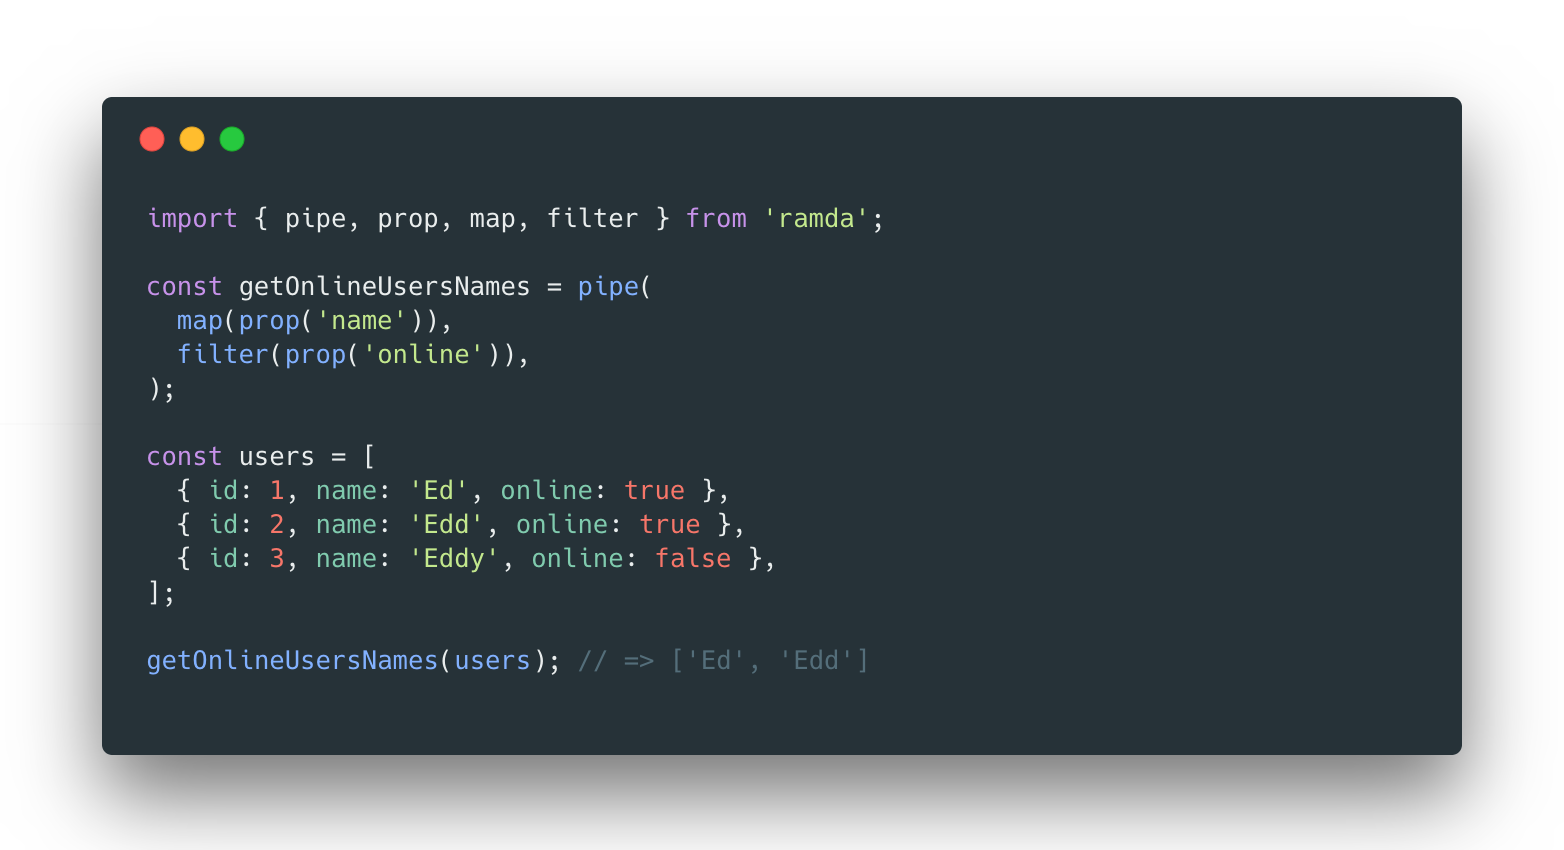 import { pipe, prop, map, filter } from 'ramda';
const getOnlineUsersNames = pipe(
  map(prop('name')),
  filter(prop('online')),
);
const users = [
  { id: 1, name: 'Ed', online: true },
  { id: 2, name: 'Edd', online: true },
  { id: 3, name: 'Eddy', online: false },
];
getOnlineUsersNames(users); // => ['Ed', 'Edd']